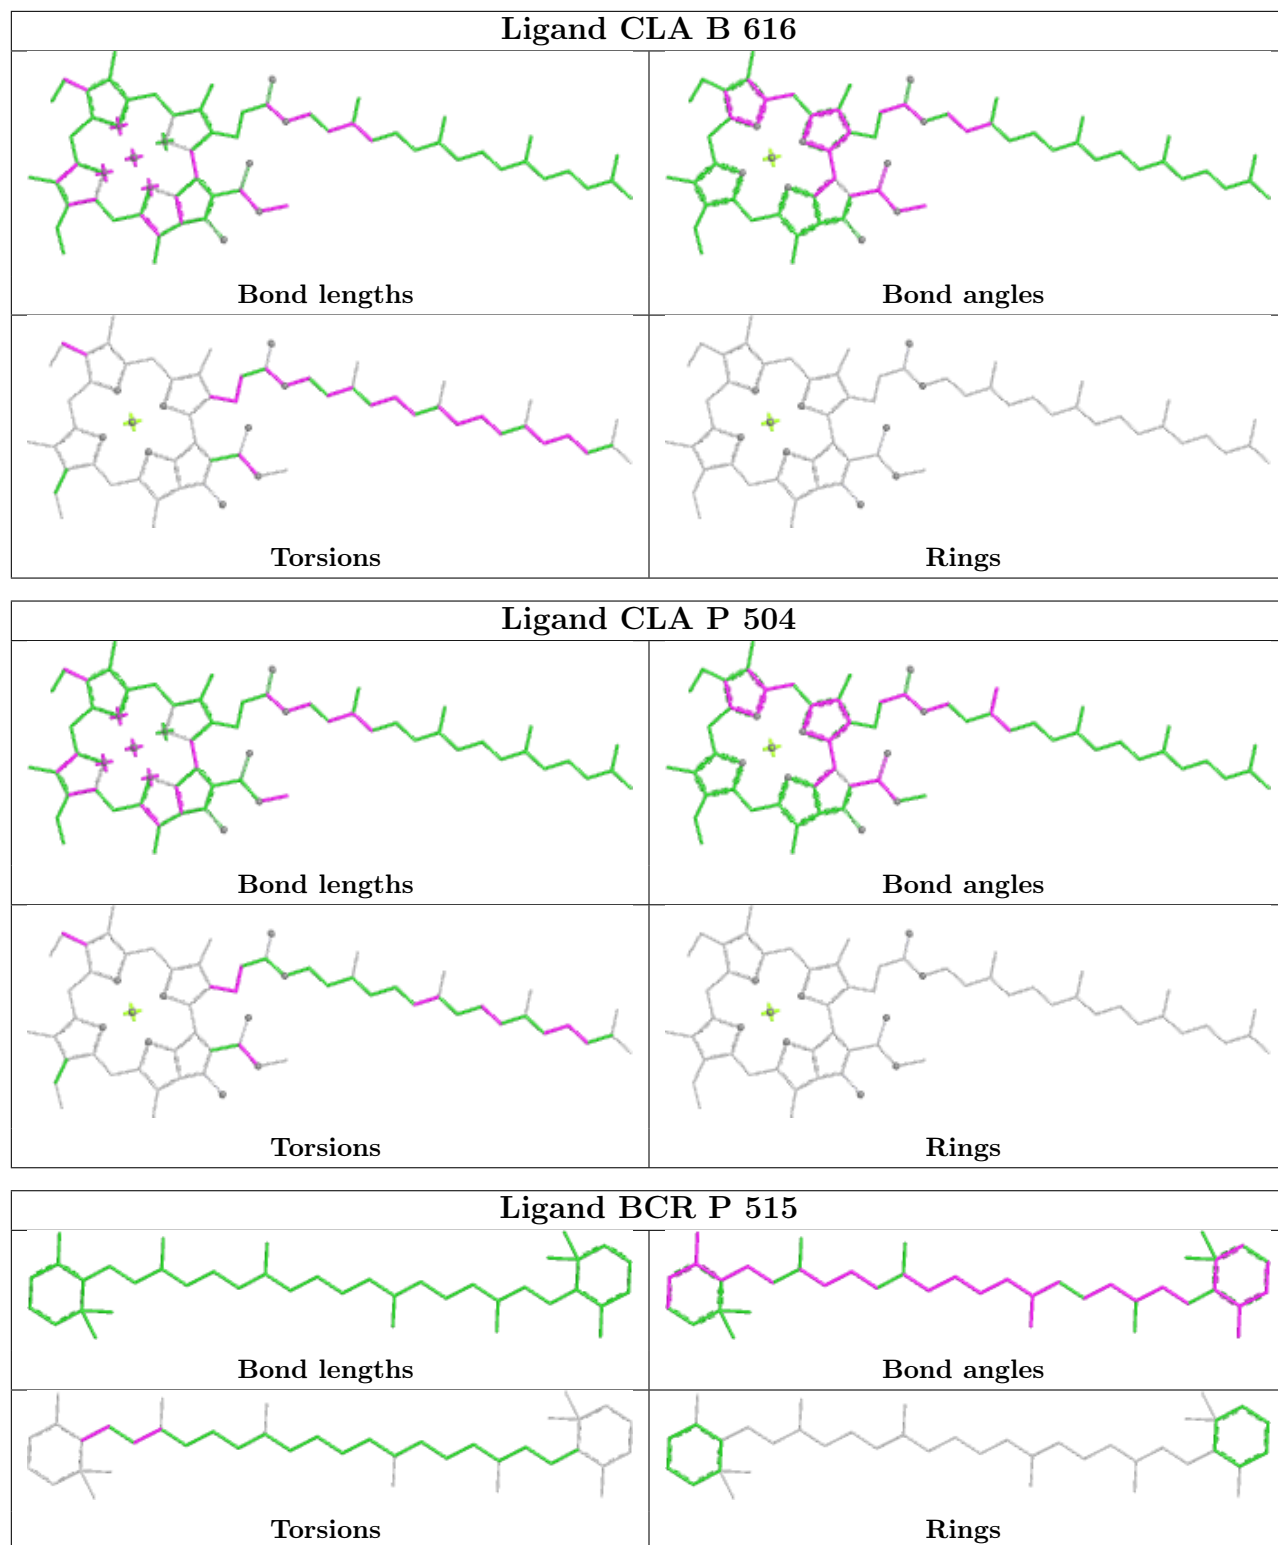 Ligand CLA B 616
Bond lengths
Bond angles
Torsions
Rings
Ligand CLA P 504
Bond lengths
Bond angles
Torsions
Rings
Ligand BCR P 515
Bond lengths
Bond angles
Torsions
Rings